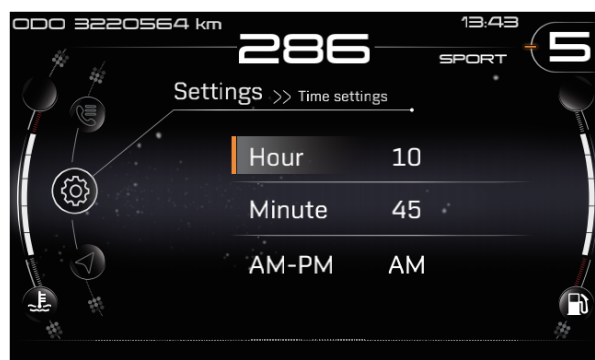 ODO 3220564 km
13:43
286
SPORT
5
Settings >> Time settings
Hour 10
Minute 45
AM-PM AM